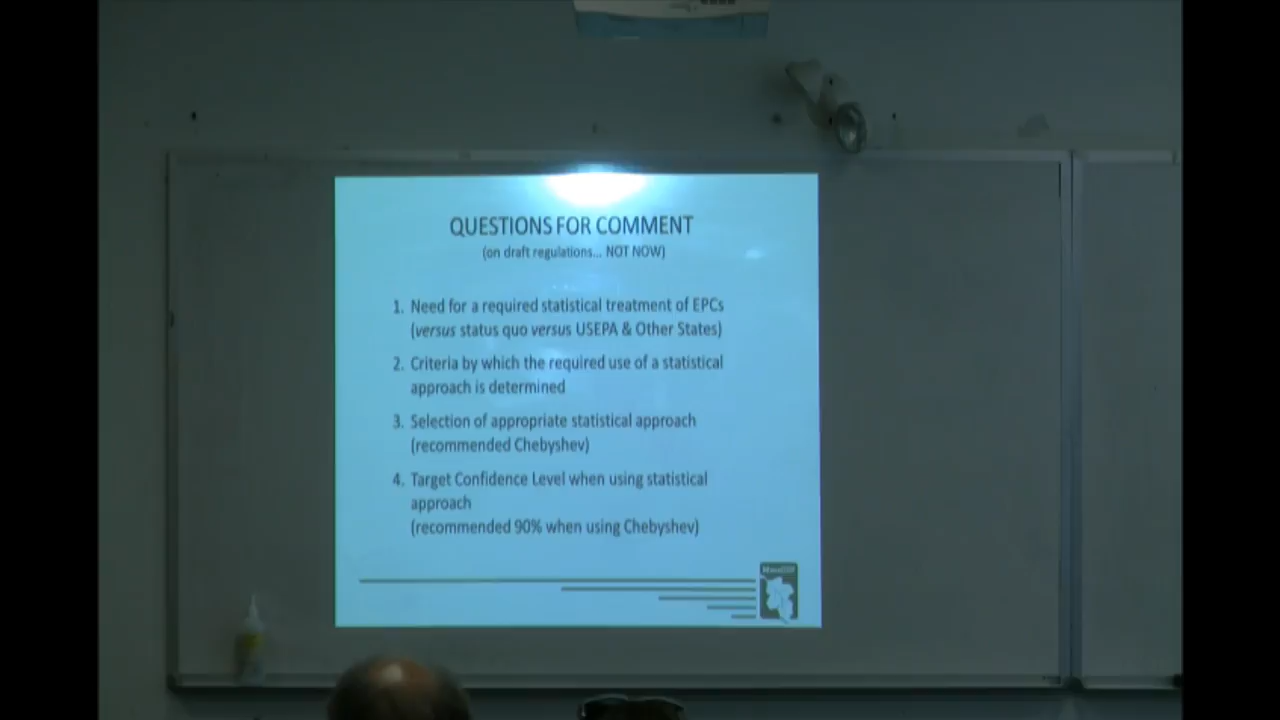 QUESTIONS FOR COMMENT
(on draft regulations... NOT NOW)
1. Need for a required statistical treatment of EPCs
(versus status quo versus USEPA & Other States)
2. Criteria by which the required use of a statistical
approach is determined
3. Selection of appropriate statistical approach
(recommended Chebyshev)
4. Target Confidence Level when using statistical
approach
(recommended 90% when using Chebyshev)